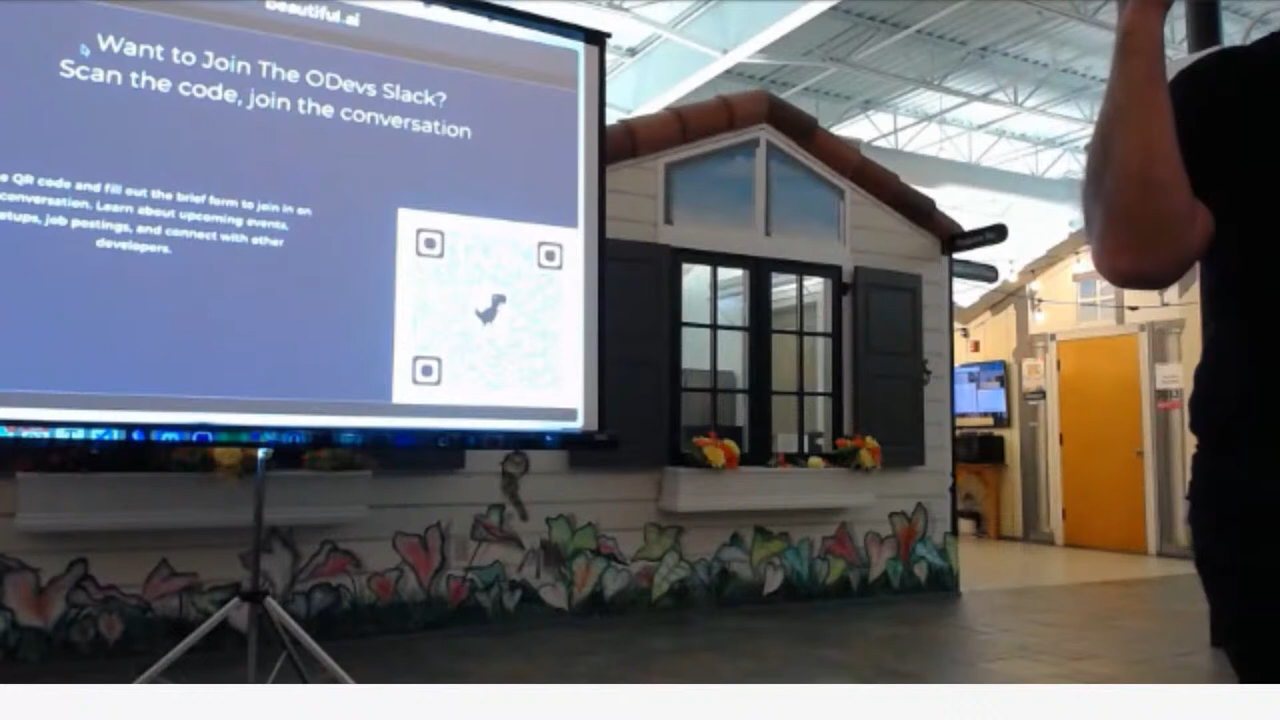 beautiful.ai
Want to Join The ODevs Slack?
Scan the code, join the conversation
QR code and fill out the brief form to join in on
conversation. Learn about upcoming events,
job postings, and connect with other
developers.